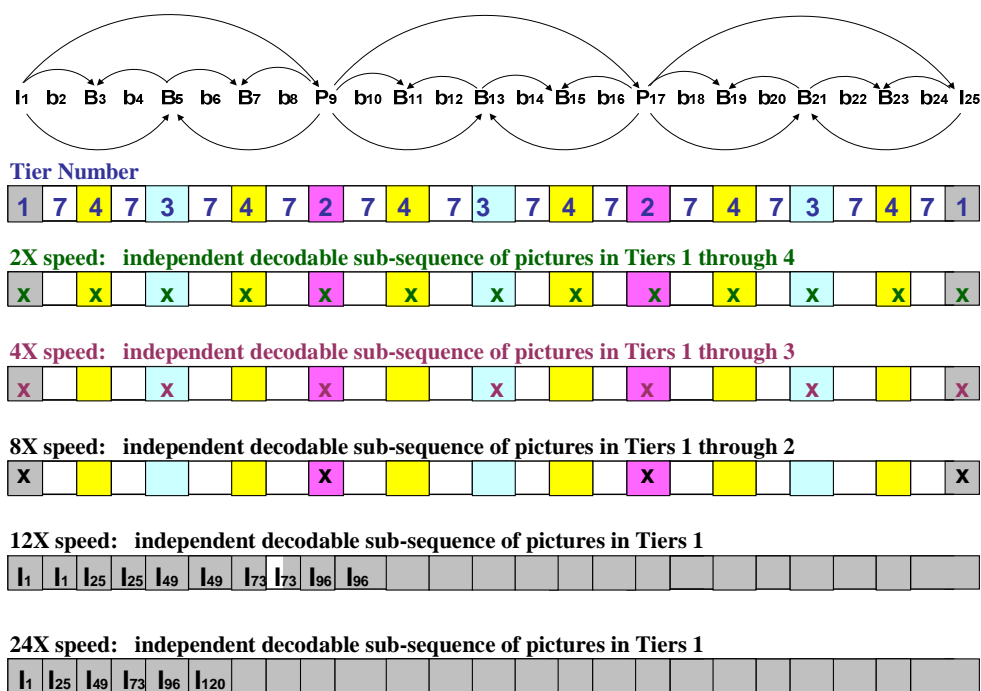 I1 b2 B3 b4 B5 b6 B7 b8 P9 b10 B11 b12 B13 b14 B15 b16 P17 b18 B19 b20 B21 b22 B23 b24 I25
Tier Number
1 7 4 7 3 7 4 7 2 7 4 7 3 7 4 7 2 7 4 7 3 7 4 7 1
2X speed: independent decodable sub-sequence of pictures in Tiers 1 through 4
x x x x x x x x x x x x x
4X speed: independent decodable sub-sequence of pictures in Tiers 1 through 3
x x x x x x x
8X speed: independent decodable sub-sequence of pictures in Tiers 1 through 2
x x x x
12X speed: independent decodable sub-sequence of pictures in Tiers 1
I1 I1 I25 I25 I49 I49 I73 I73 I96 I96
24X speed: independent decodable sub-sequence of pictures in Tiers 1
I1 I25 I49 I73 I96 I120